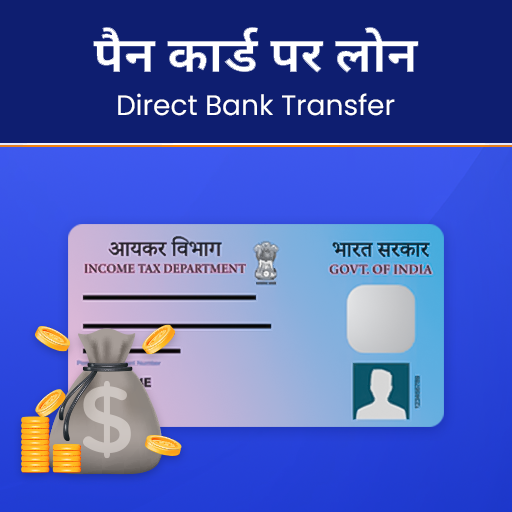 पैन कार्ड पर लोन
Direct Bank Transfer
आयकर विभाग
INCOME TAX DEPARTMENT
भारत सरकार
GOVT. OF INDIA
$